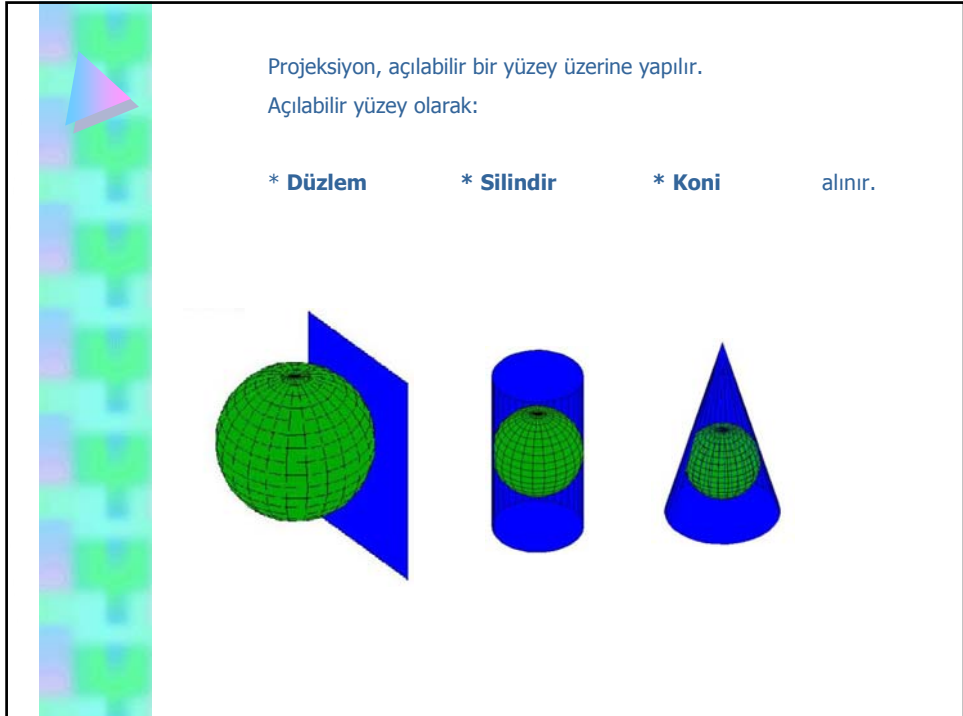 Projeksiyon, açılabilir bir yüzey üzerine yapılır.
Açılabilir yüzey olarak:
* Düzlem * Silindir * Koni alınır.